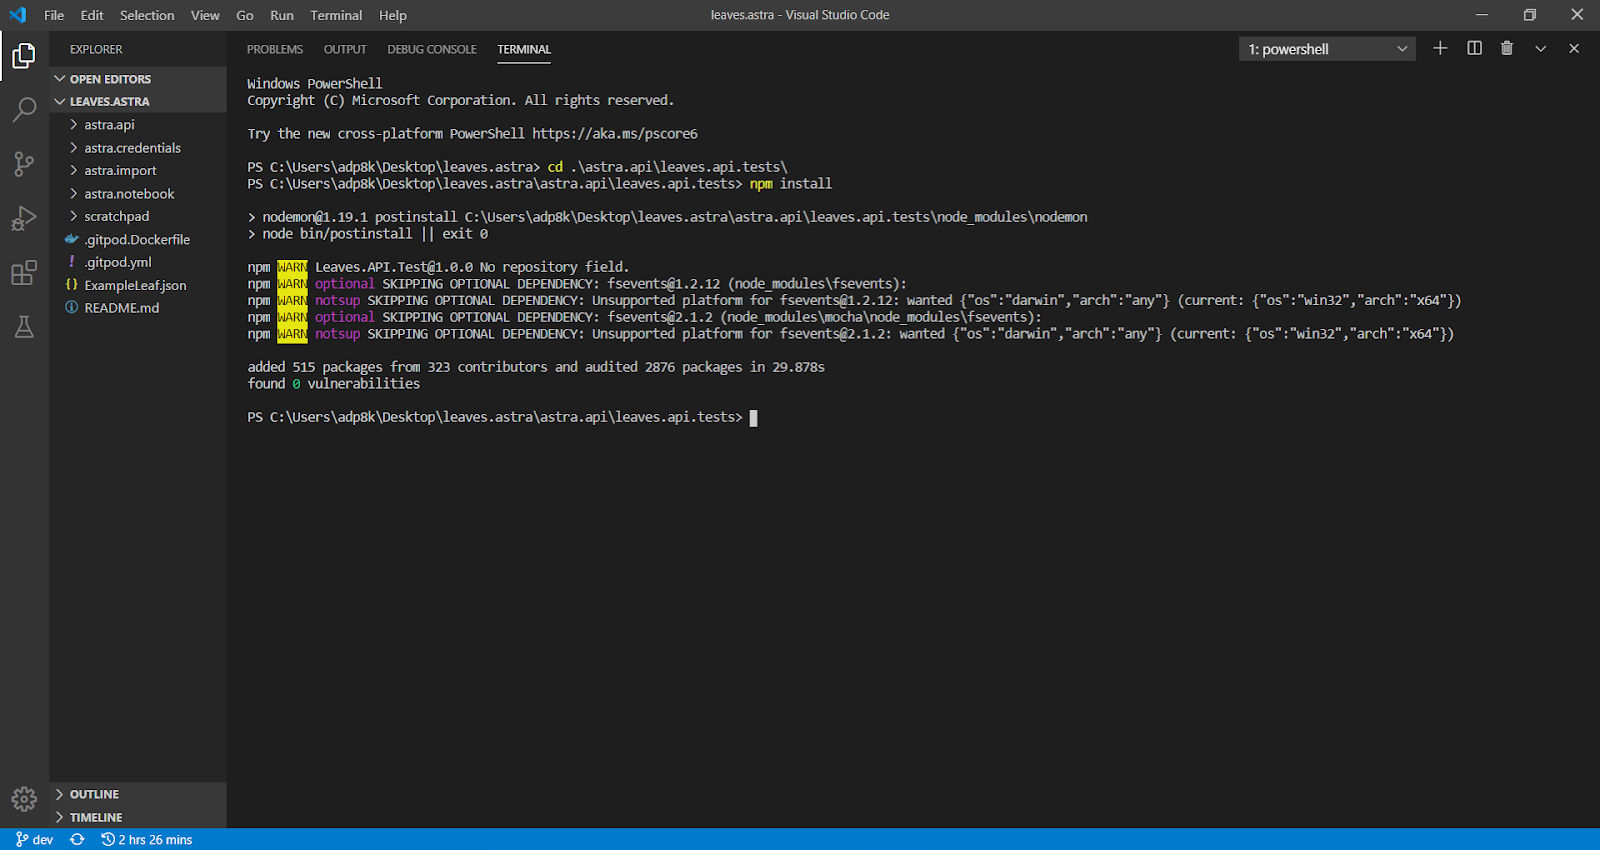 File Edit Selection View Go Run Terminal Help
leaves.astra - Visual Studio Code
EXPLORER
OPEN EDITORS
LEAVES.ASTRA
astra.api
astra.credentials
astra.import
astra.notebook
scratchpad
.gitpod.Dockerfile
! .gitpod.yml
{} ExampleLeaf.json
README.md
OUTLINE
TIMELINE
PROBLEMS OUTPUT DEBUG CONSOLE TERMINAL
1: powershell
Windows PowerShell
Copyright (C) Microsoft Corporation. All rights reserved.
Try the new cross-platform PowerShell https://aka.ms/pscore6
PS C:\Users\adp8k\Desktop\leaves.astra> cd .\astra.api\leaves.api.tests\
PS C:\Users\adp8k\Desktop\leaves.astra\astra.api\leaves.api.tests> npm install
> nodemon@1.19.1 postinstall C:\Users\adp8k\Desktop\leaves.astra\astra.api\leaves.api.tests\node_modules\nodemon
> node bin/postinstall || exit 0
npm WARN Leaves.API.Test@1.0.0 No repository field.
npm WARN optional SKIPPING OPTIONAL DEPENDENCY: fsevents@1.2.12 (node_modules\fsevents):
npm WARN notsup SKIPPING OPTIONAL DEPENDENCY: Unsupported platform for fsevents@1.2.12: wanted {"os":"darwin","arch":"any"} (current: {"os":"win32","arch":"x64"})
npm WARN optional SKIPPING OPTIONAL DEPENDENCY: fsevents@2.1.2 (node_modules\mocha\node_modules\fsevents):
npm WARN notsup SKIPPING OPTIONAL DEPENDENCY: Unsupported platform for fsevents@2.1.2: wanted {"os":"darwin","arch":"any"} (current: {"os":"win32","arch":"x64"})
added 515 packages from 323 contributors and audited 2876 packages in 29.878s
found 0 vulnerabilities
PS C:\Users\adp8k\Desktop\leaves.astra\astra.api\leaves.api.tests>
dev 2 hrs 26 mins